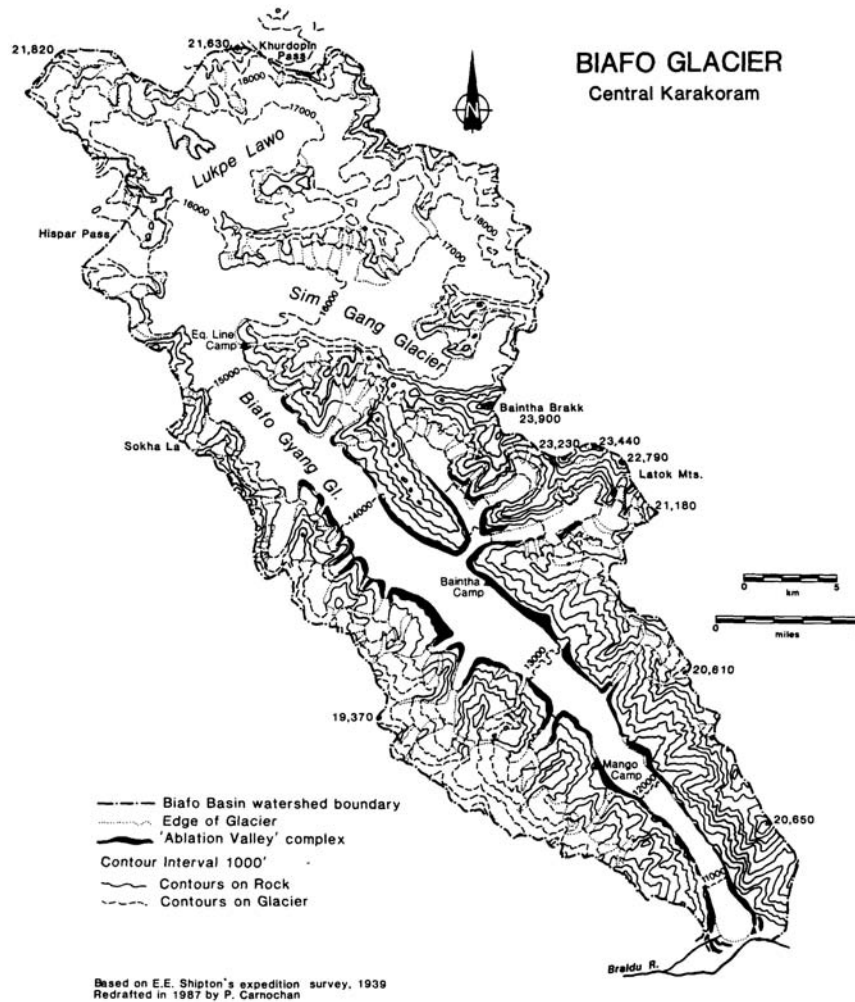 BIAFO GLACIER
Central Karakoram
N
21,820
21,630
Khurdopin
Pass
18000
17000
Lukpe Lawo
16000
Hispar Pass
18000
17000
Sim Gang Glacier
16000
Eq. Line
Camp
15000
Biafo Gyang Gl.
Sokha La
Baintha Brakk
23,900
23,230
23,440
22,790
Latok Mts.
21,180
14000
Baintha
Camp
0 5
km
0
miles
13000
20,610
19,370
Mango
Camp
12000
20,650
11000
Braldu R.
Biafo Basin watershed boundary
Edge of Glacier
'Ablation Valley' complex
Contour Interval 1000'
Contours on Rock
Contours on Glacier
Based on E.E. Shipton's expedition survey, 1939
Redrafted in 1987 by P. Carnochan